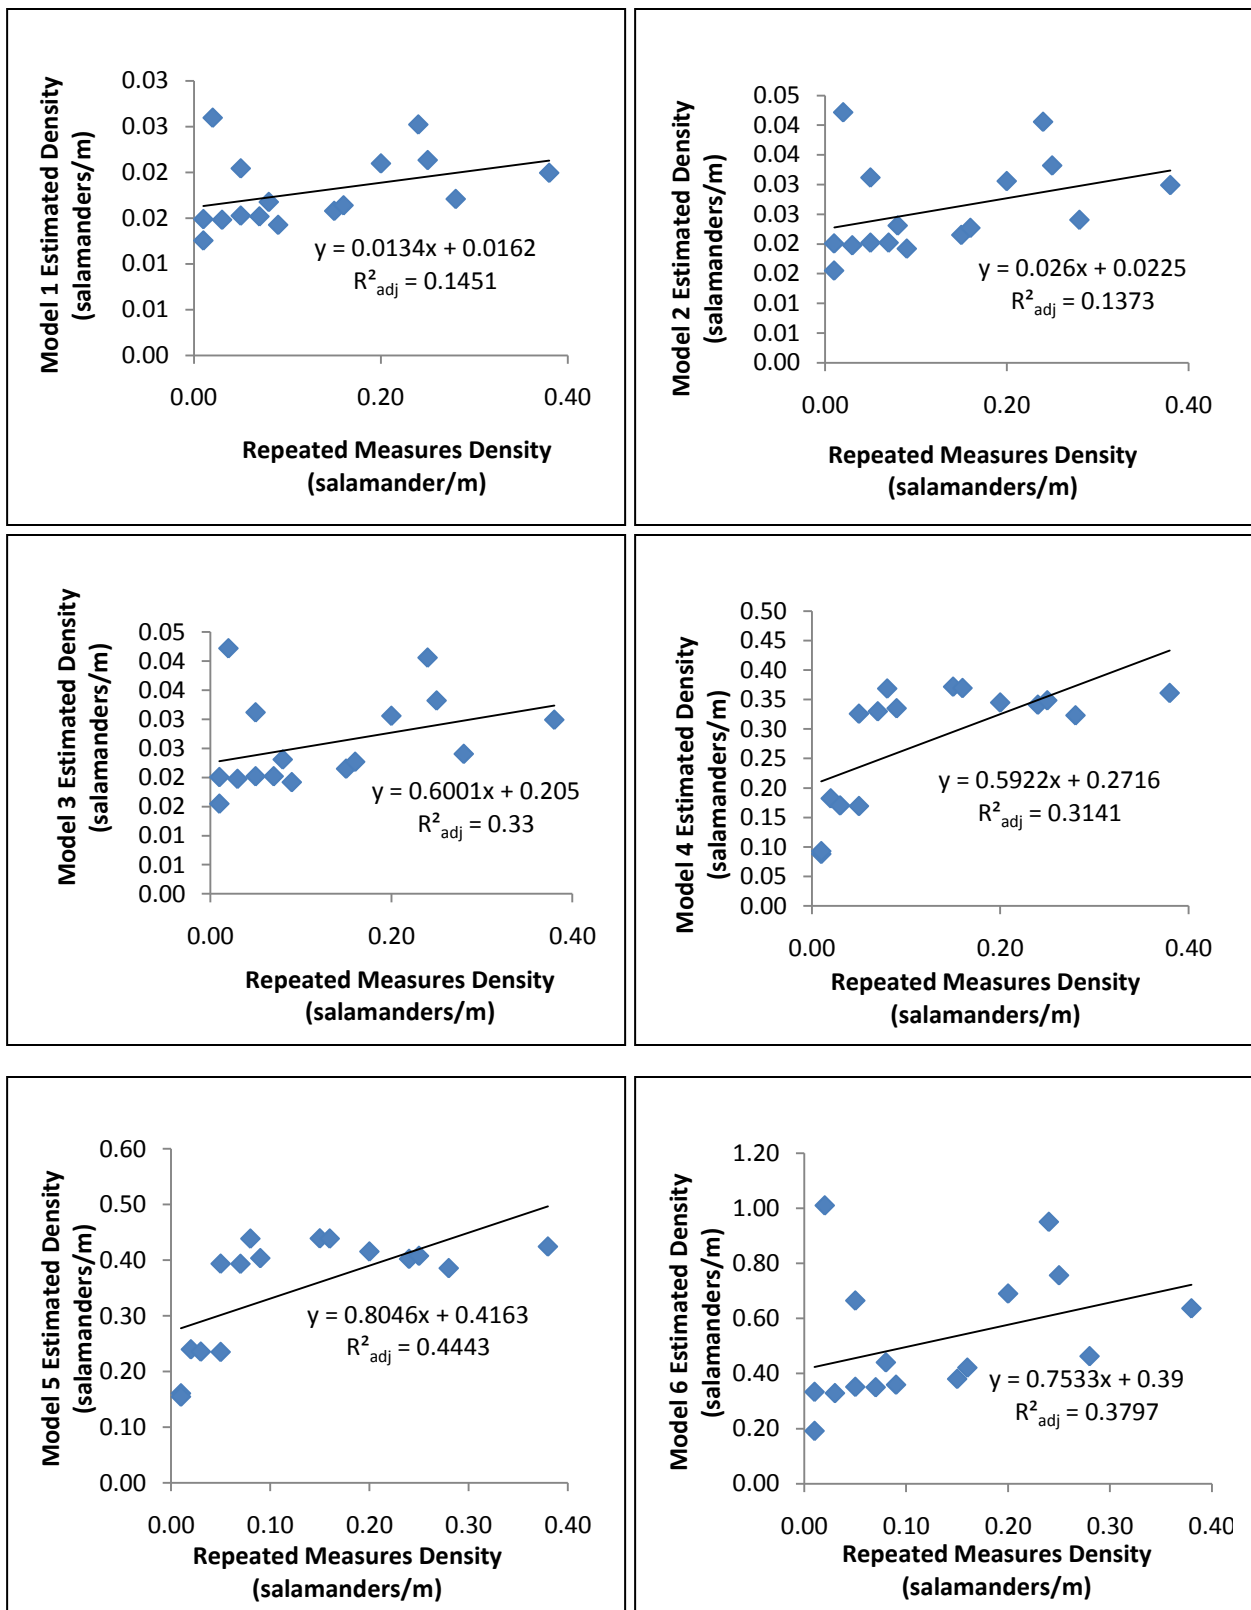 Model 1 Estimated Density
(salamanders/m)
0.03
0.03
0.02
0.02
0.01
0.01
0.00
y = 0.0134x + 0.0162
R²adj = 0.1451
0.00 0.20 0.40
Repeated Measures Density
(salamander/m)
Model 2 Estimated Density
(salamanders/m)
0.05
0.04
0.04
0.03
0.03
0.02
0.02
0.01
0.01
0.00
y = 0.026x + 0.0225
R²adj = 0.1373
0.00 0.20 0.40
Repeated Measures Density
(salamanders/m)
Model 3 Estimated Density
(salamanders/m)
0.05
0.04
0.04
0.03
0.03
0.02
0.02
0.01
0.01
0.00
y = 0.6001x + 0.205
R²adj = 0.33
0.00 0.20 0.40
Repeated Measures Density
(salamanders/m)
Model 4 Estimated Density
(salamanders/m)
0.50
0.45
0.40
0.35
0.30
0.25
0.20
0.15
0.10
0.05
0.00
y = 0.5922x + 0.2716
R²adj = 0.3141
0.00 0.20 0.40
Repeated Measures Density
(salamanders/m)
Model 5 Estimated Density
(salamanders/m)
0.60
0.50
0.40
0.30
0.20
0.10
0.00
y = 0.8046x + 0.4163
R²adj = 0.4443
0.00 0.10 0.20 0.30 0.40
Repeated Measures Density
(salamanders/m)
Model 6 Estimated Density
(salamanders/m)
1.20
1.00
0.80
0.60
0.40
0.20
0.00
y = 0.7533x + 0.39
R²adj = 0.3797
0.00 0.10 0.20 0.30 0.40
Repeated Measures Density
(salamanders/m)